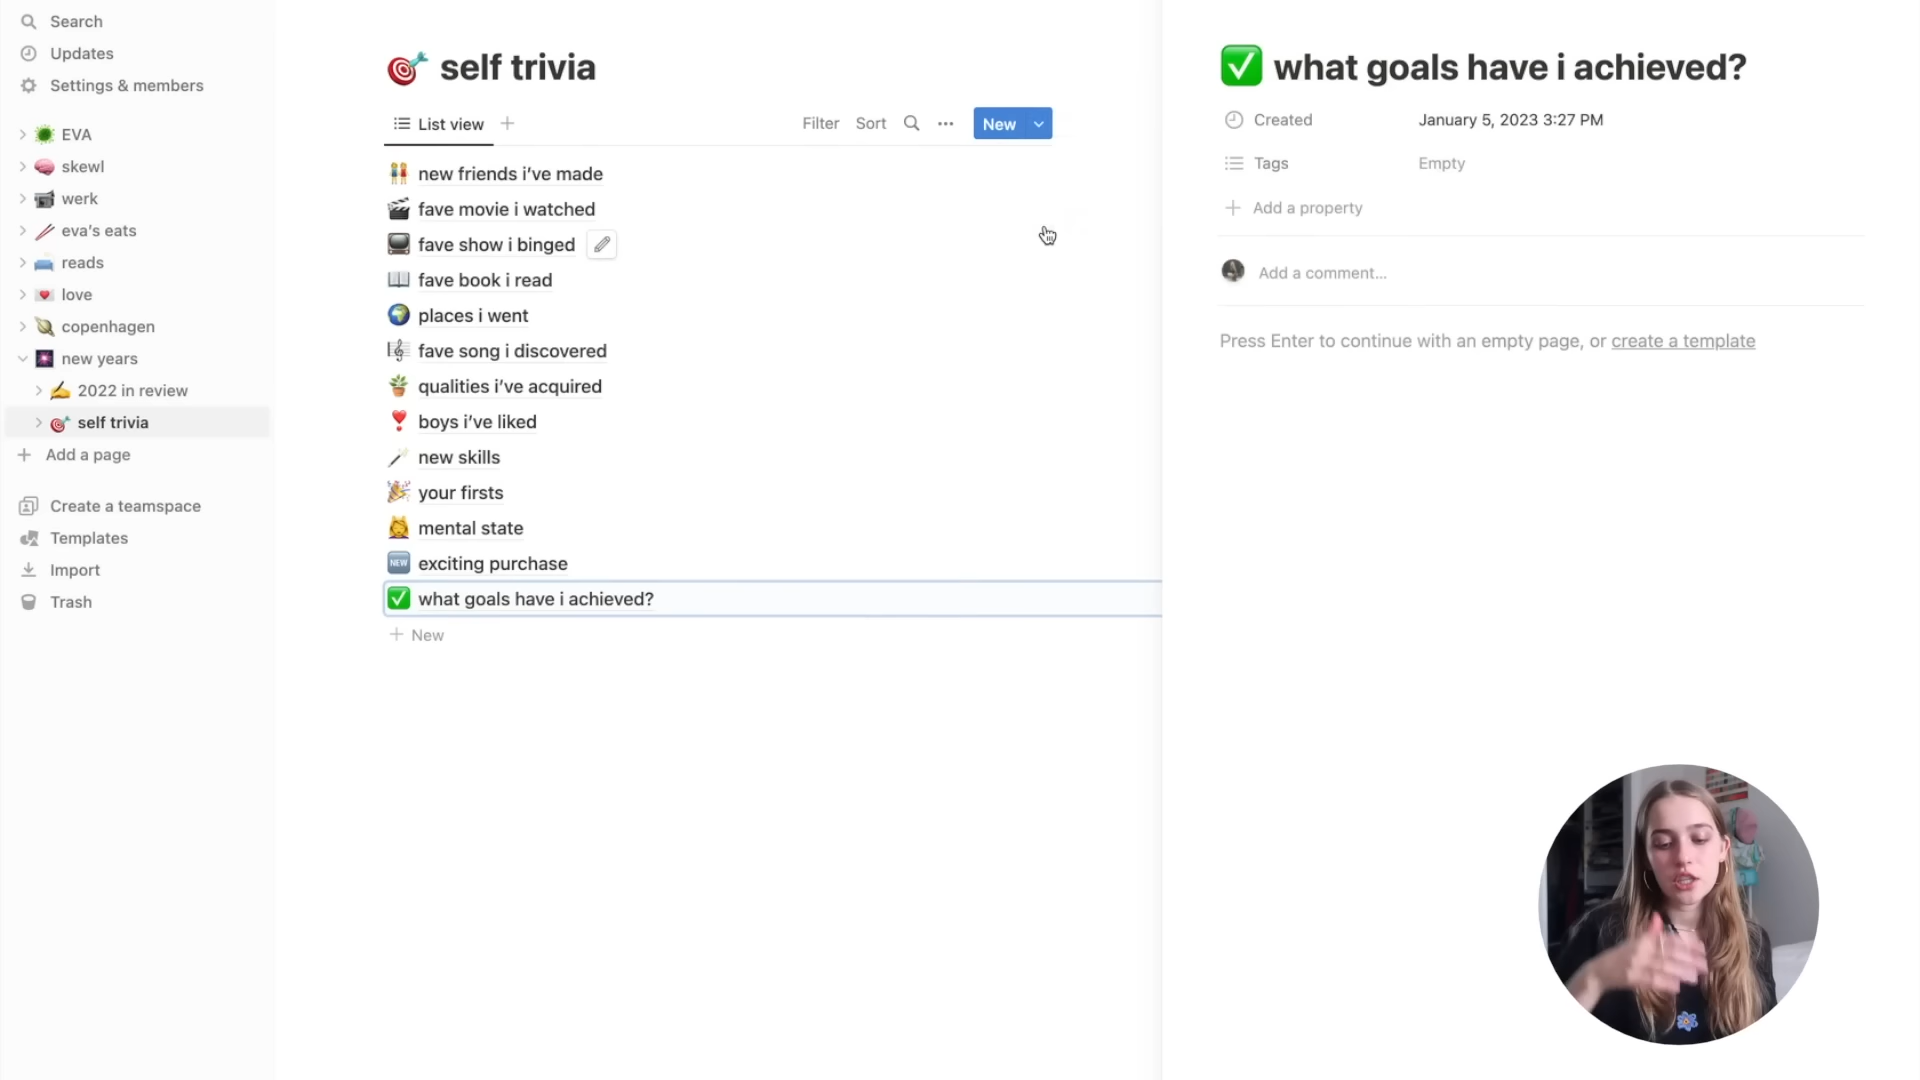 Search
Updates
Settings & members
EVA
skewl
werk
eva's eats
reads
love
copenhagen
new years
2022 in review
self trivia
Add a page
Create a teamspace
Templates
Import
Trash
self trivia
List view
Filter Sort New
new friends i've made
fave movie i watched
fave show i binged
fave book i read
places i went
fave song i discovered
qualities i've acquired
boys i've liked
new skills
your firsts
mental state
NEW exciting purchase
what goals have i achieved?
New
what goals have i achieved?
Created January 5, 2023 3:27 PM
Tags Empty
Add a property
Add a comment...
Press Enter to continue with an empty page, or create a template